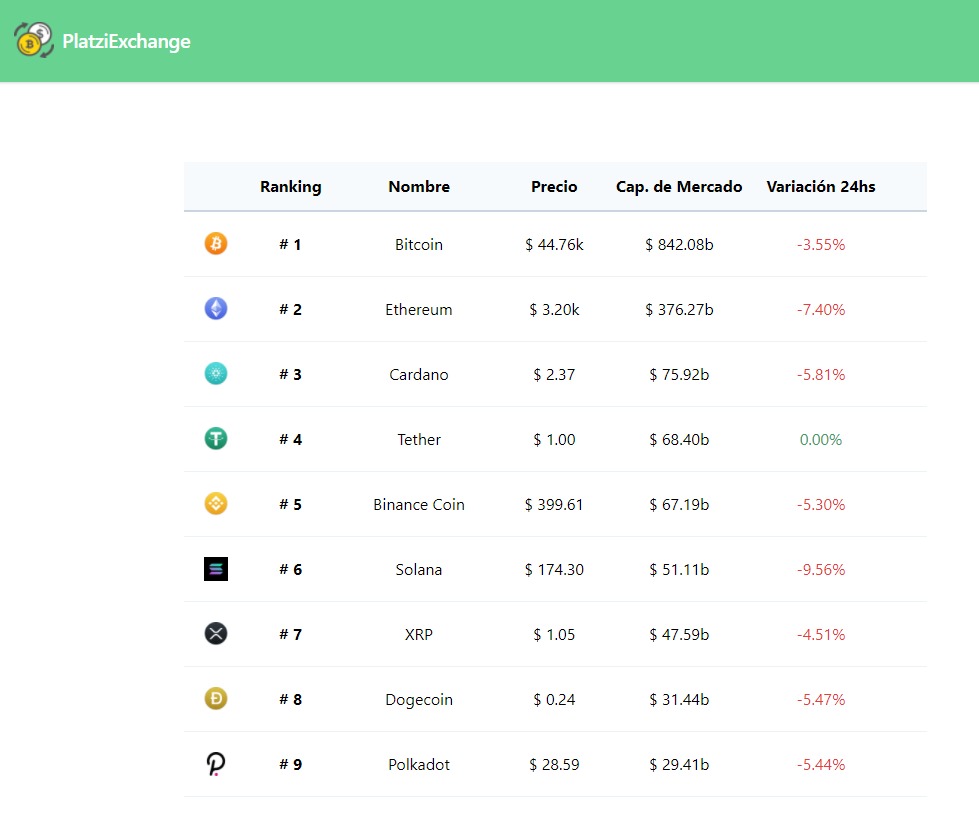 PlatziExchange
Ranking Nombre Precio Cap. de Mercado Variación 24hs
# 1 Bitcoin $ 44.76k $ 842.08b -3.55%
# 2 Ethereum $ 3.20k $ 376.27b -7.40%
# 3 Cardano $ 2.37 $ 75.92b -5.81%
# 4 Tether $ 1.00 $ 68.40b 0.00%
# 5 Binance Coin $ 399.61 $ 67.19b -5.30%
# 6 Solana $ 174.30 $ 51.11b -9.56%
# 7 XRP $ 1.05 $ 47.59b -4.51%
# 8 Dogecoin $ 0.24 $ 31.44b -5.47%
# 9 Polkadot $ 28.59 $ 29.41b -5.44%